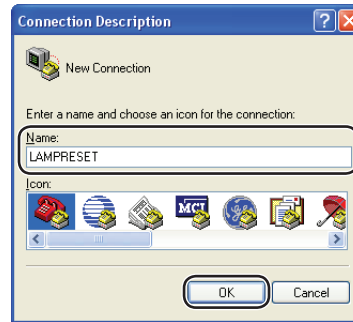 Connection Description
New Connection
Enter a name and choose an icon for the connection:
Name:
LAMPRESET
Icon:
MCI
OK
Cancel